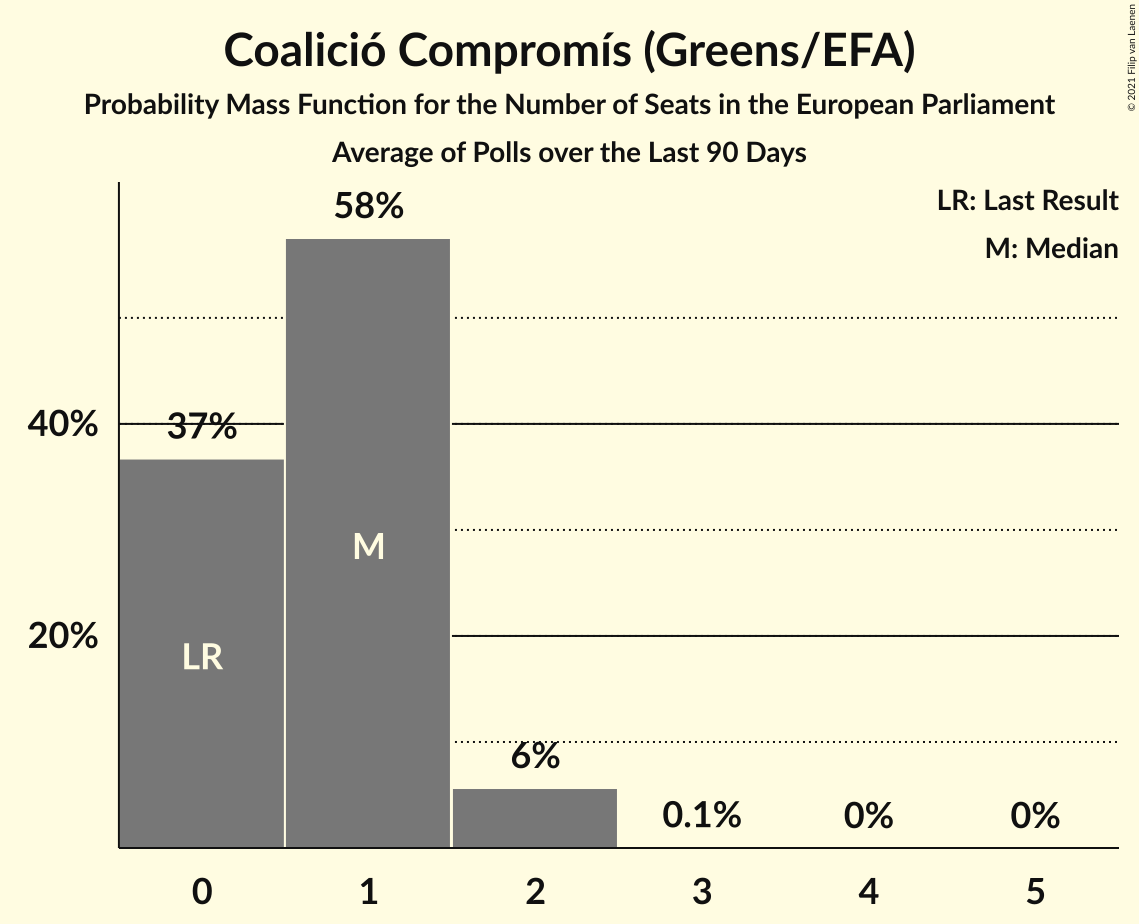 Coalició Compromís (Greens/EFA)
Probability Mass Function for the Number of Seats in the European Parliament
Average of Polls over the Last 90 Days
© 2021 Filip van Laenen
LR: Last Result
M: Median
58%
40%
37%
M
20%
LR
6%
0.1%
0%
0%
0 1 2 3 4 5